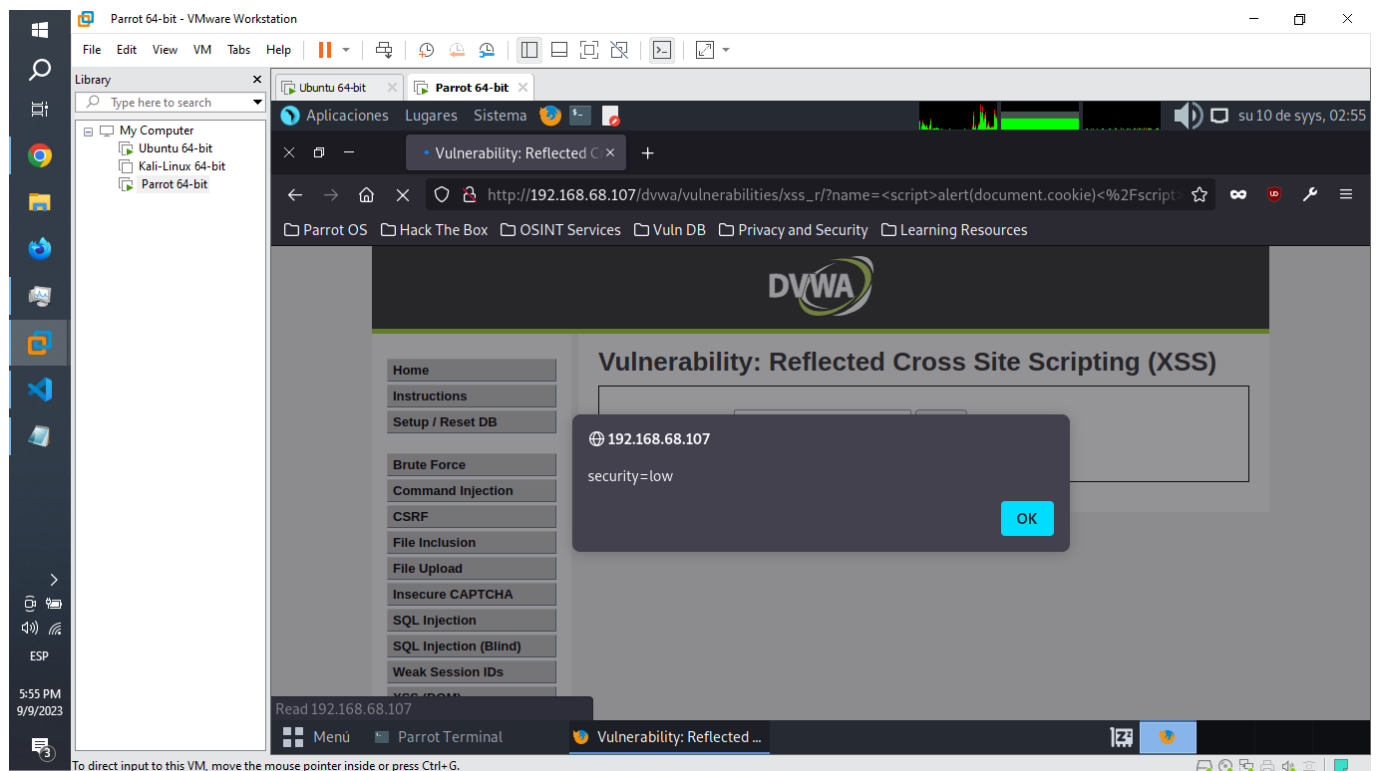 Parrot 64-bit - VMware Workstation
File Edit View VM Tabs Help
Library
Type here to search
My Computer
Ubuntu 64-bit
Kali-Linux 64-bit
Parrot 64-bit
Ubuntu 64-bit
Parrot 64-bit
Aplicaciones Lugares Sistema
su 10 de syys, 02:55
Vulnerability: Reflected
http://192.168.68.107/dvwa/vulnerabilities/xss_r/?name=<script>alert(document.cookie)<%2Fscript>
Parrot OS Hack The Box OSINT Services Vuln DB Privacy and Security Learning Resources
DVWA
Home
Instructions
Setup / Reset DB
Brute Force
Command Injection
CSRF
File Inclusion
File Upload
Insecure CAPTCHA
SQL Injection
SQL Injection (Blind)
Weak Session IDs
XSS (DOM)
Vulnerability: Reflected Cross Site Scripting (XSS)
192.168.68.107
security=low
OK
Read 192.168.68.107
Menú Parrot Terminal Vulnerability: Reflected ...
To direct input to this VM, move the mouse pointer inside or press Ctrl+G.
ESP
5:55 PM
9/9/2023
3